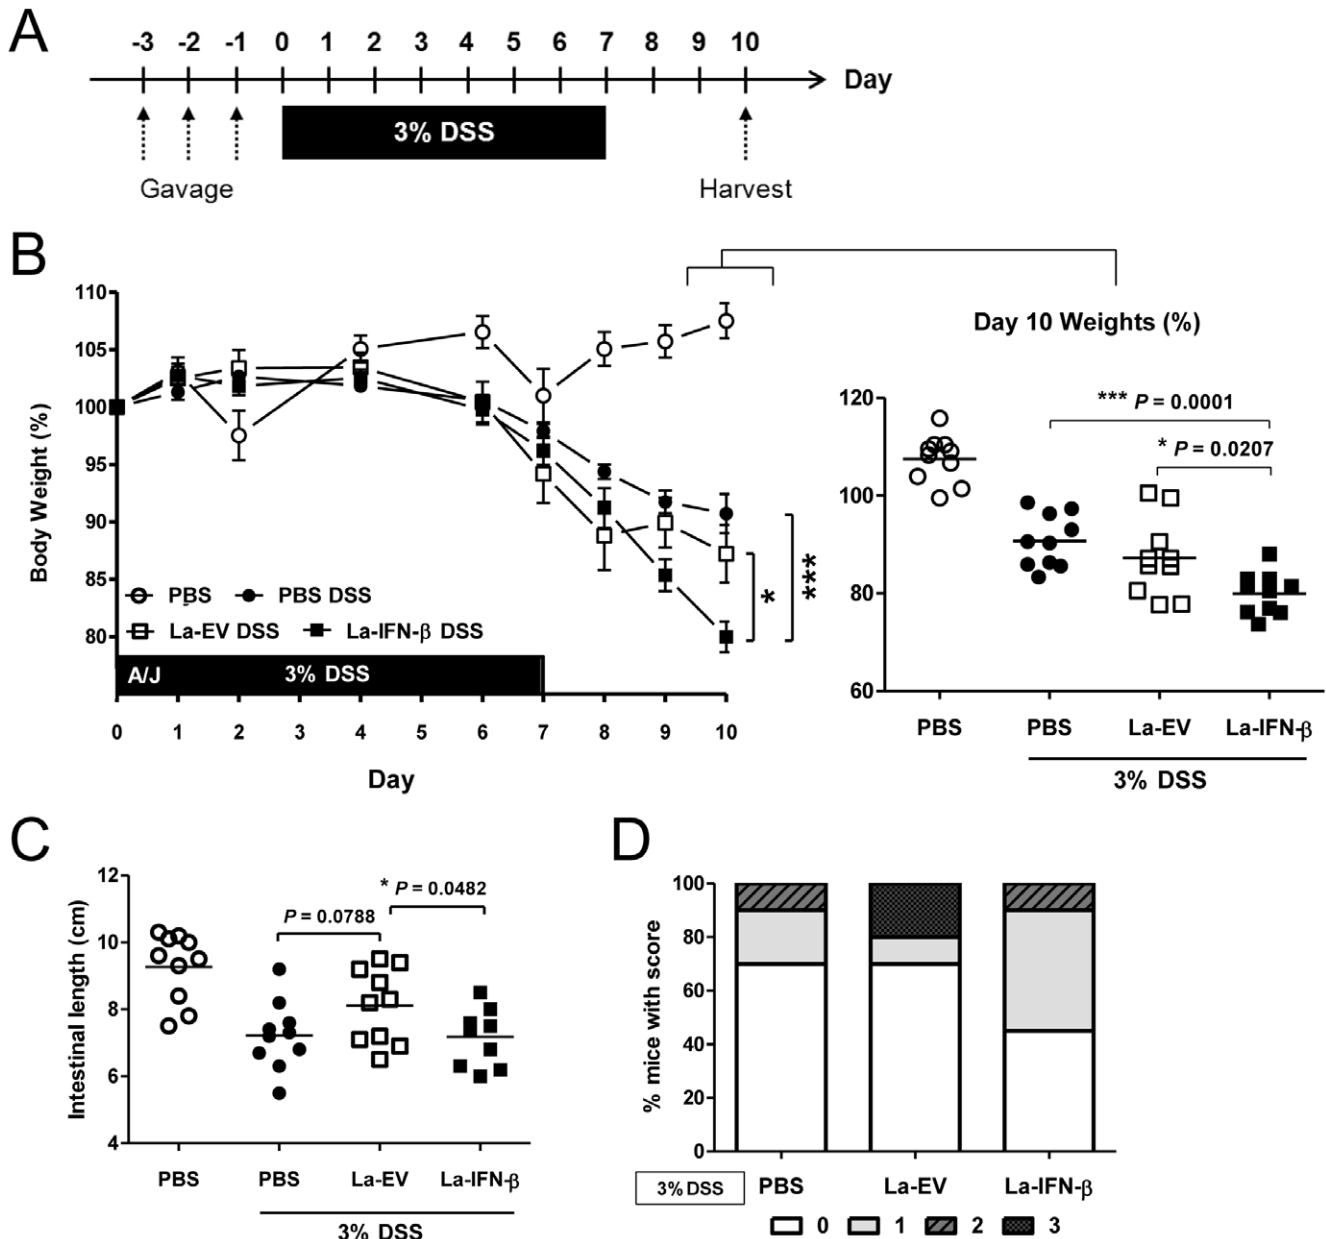 A
-3 -2 -1 0 1 2 3 4 5 6 7 8 9 10
Day
3% DSS
Gavage
Harvest
B
110
105
100
95
90
85
80
Body Weight (%)
PBS
PBS DSS
La-EV DSS
La-IFN-β DSS
A/J
3% DSS
0 1 2 3 4 5 6 7 8 9 10
Day
*
***
Day 10 Weights (%)
120
100
80
60
*** P = 0.0001
* P = 0.0207
PBS PBS La-EV La-IFN-β
3% DSS
C
12
10
8
6
4
Intestinal length (cm)
* P = 0.0482
P = 0.0788
PBS PBS La-EV La-IFN-β
3% DSS
D
100
80
60
40
20
0
% mice with score
3% DSS PBS La-EV La-IFN-β
0 1 2 3